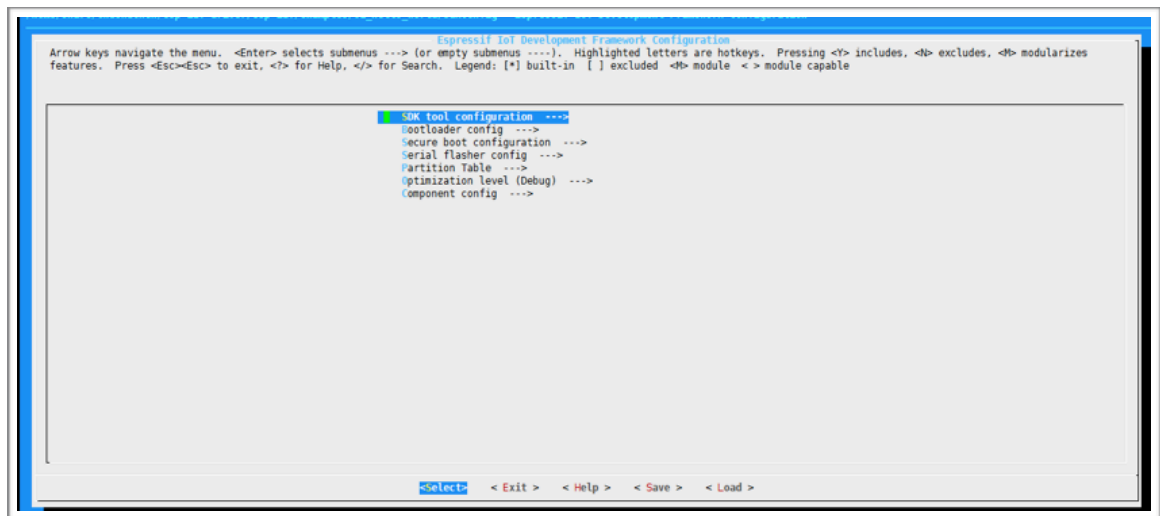 Espressif IoT Development Framework Configuration
Arrow keys navigate the menu. <Enter> selects submenus ---> (or empty submenus ----). Highlighted letters are hotkeys. Pressing <Y> includes, <N> excludes, <M> modularizes
features. Press <Esc><Esc> to exit, <?> for Help, </> for Search. Legend: [*] built-in [ ] excluded <M> module < > module capable
SDK tool configuration --->
Bootloader config --->
Secure boot configuration --->
Serial flasher config --->
Partition Table --->
Optimization level (Debug) --->
Component config --->
<Select> < Exit > < Help > < Save > < Load >